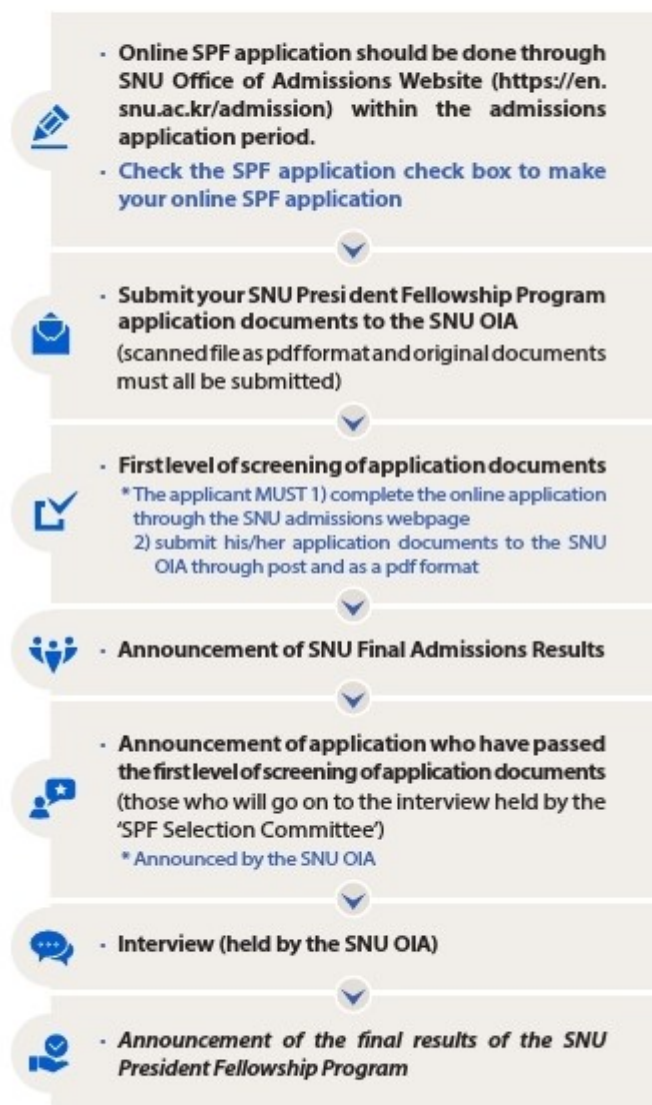 · Online SPF application should be done through
SNU Office of Admissions Website (https://en.
snu.ac.kr/admission) within the admissions
application period.
· Check the SPF application check box to make
your online SPF application
· Submit your SNU President Fellowship Program
application documents to the SNU OIA
(scanned file as pdf format and original documents
must all be submitted)
· First level of screening of application documents
* The applicant MUST 1) complete the online application
through the SNU admissions webpage
2) submit his/her application documents to the SNU
OIA through post and as a pdf format
· Announcement of SNU Final Admissions Results
· Announcement of application who have passed
the first level of screening of application documents
(those who will go on to the interview held by the
‘SPF Selection Committee’)
* Announced by the SNU OIA
· Interview (held by the SNU OIA)
· Announcement of the final results of the SNU
President Fellowship Program